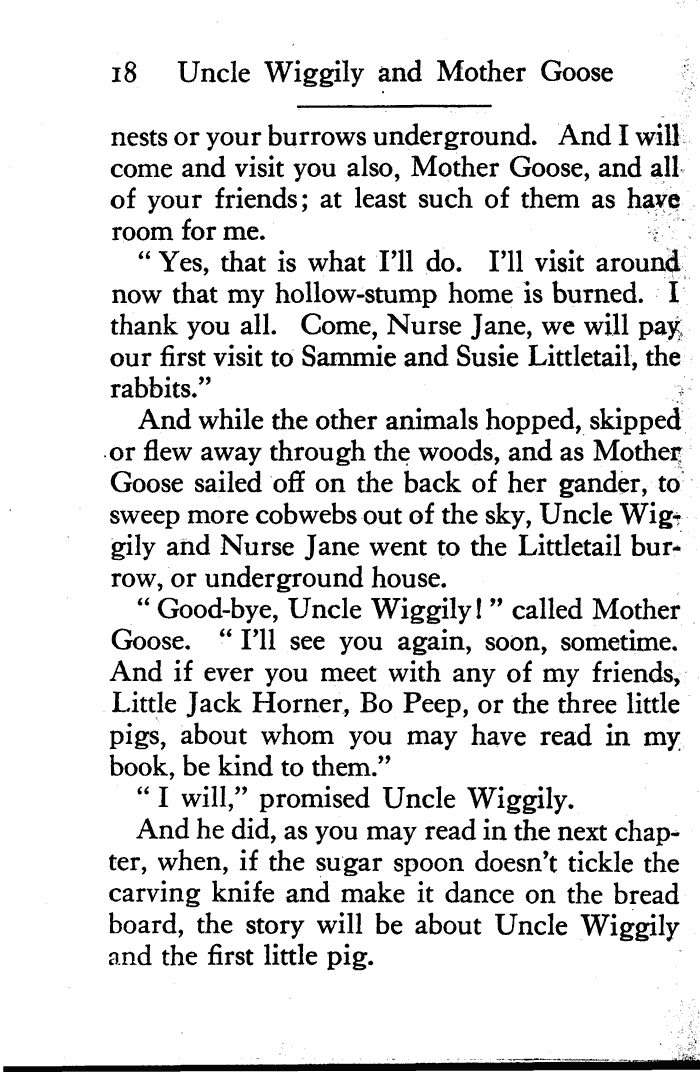 18 Uncle Wiggily and Mother Goose
nests or your burrows underground. And I will
come and visit you also, Mother Goose, and all
of your friends; at least such of them as have
room for me.
“ Yes, that is what I’ll do. I’ll visit around
now that my hollow-stump home is burned. I
thank you all. Come, Nurse Jane, we will pay
our first visit to Sammie and Susie Littletail, the
rabbits.”
And while the other animals hopped, skipped
or flew away through the woods, and as Mother
Goose sailed off on the back of her gander, to
sweep more cobwebs out of the sky, Uncle Wig-
gily and Nurse Jane went to the Littletail bur-
row, or underground house.
“ Good-bye, Uncle Wiggily! ” called Mother
Goose. “ I’ll see you again, soon, sometime.
And if ever you meet with any of my friends,
Little Jack Horner, Bo Peep, or the three little
pigs, about whom you may have read in my
book, be kind to them.”
“ I will,” promised Uncle Wiggily.
And he did, as you may read in the next chap-
ter, when, if the sugar spoon doesn’t tickle the
carving knife and make it dance on the bread
board, the story will be about Uncle Wiggily
and the first little pig.